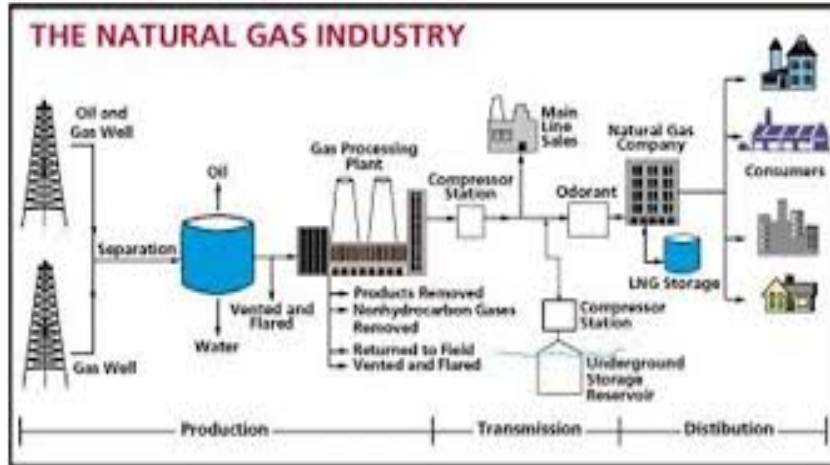 THE NATURAL GAS INDUSTRY
Oil and
Gas Well
Oil
Gas Processing
Plant
Compressor
Station
Main
Line
Sales
Natural Gas
Company
Odorant
Consumers
Separation
Vented and
Flared
Water
Gas Well
Products Removed
Nonhydrocarbon Gases
Removed
Returned to Field
Vented and Flared
LNG Storage
Compressor
Station
Underground
Storage
Reservoir
Production
Transmission
Distibution